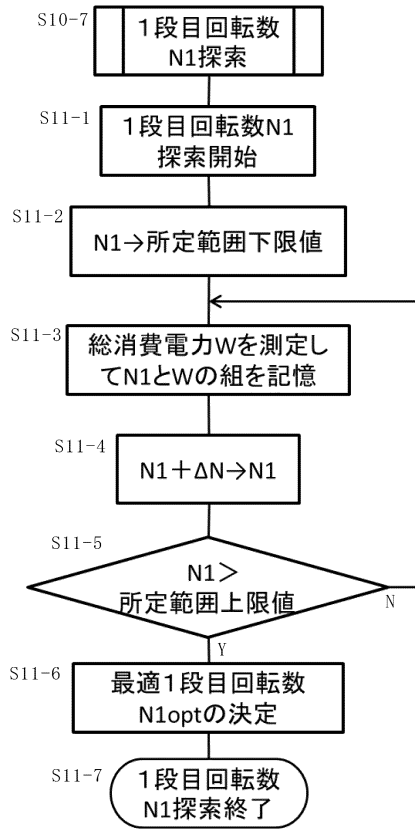 S10-7
1段目回転数
N1探索
S11-1
1段目回転数N1
探索開始
S11-2
N1→所定範囲下限値
S11-3
総消費電力Wを測定し
てN1とWの組を記憶
S11-4
N1+ΔN→N1
S11-5
N1>
所定範囲上限値
N
Y
S11-6
最適1段目回転数
N1optの決定
S11-7
1段目回転数
N1探索終了